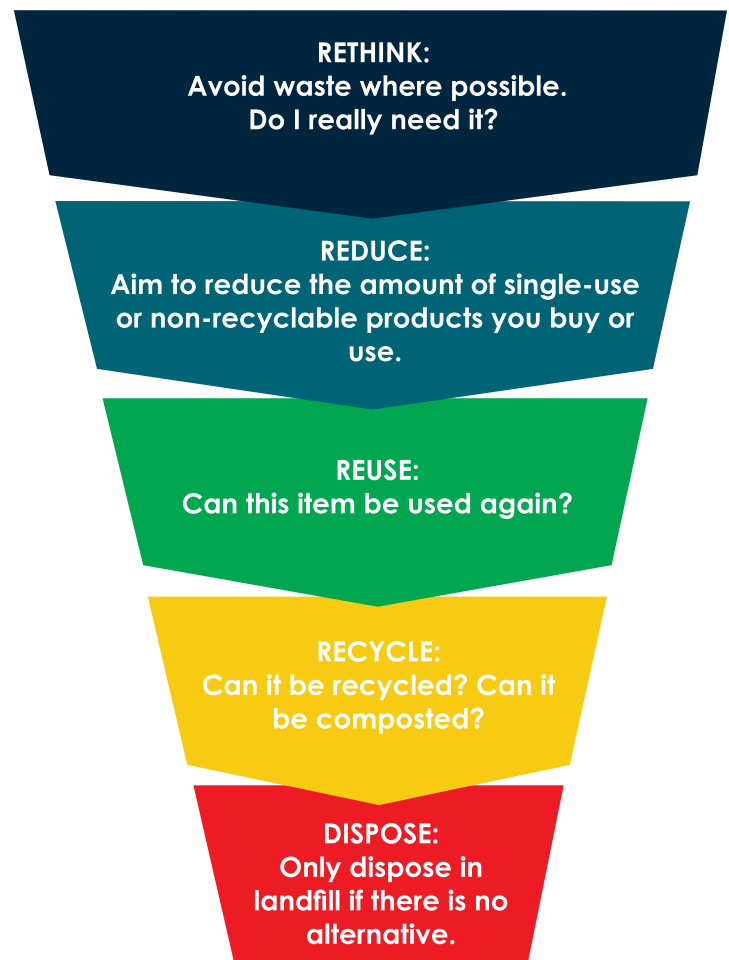 RETHINK:
Avoid waste where possible.
Do I really need it?
REDUCE:
Aim to reduce the amount of single-use
or non-recyclable products you buy or
use.
REUSE:
Can this item be used again?
RECYCLE:
Can it be recycled? Can it
be composted?
DISPOSE:
Only dispose in
landfill if there is no
alternative.